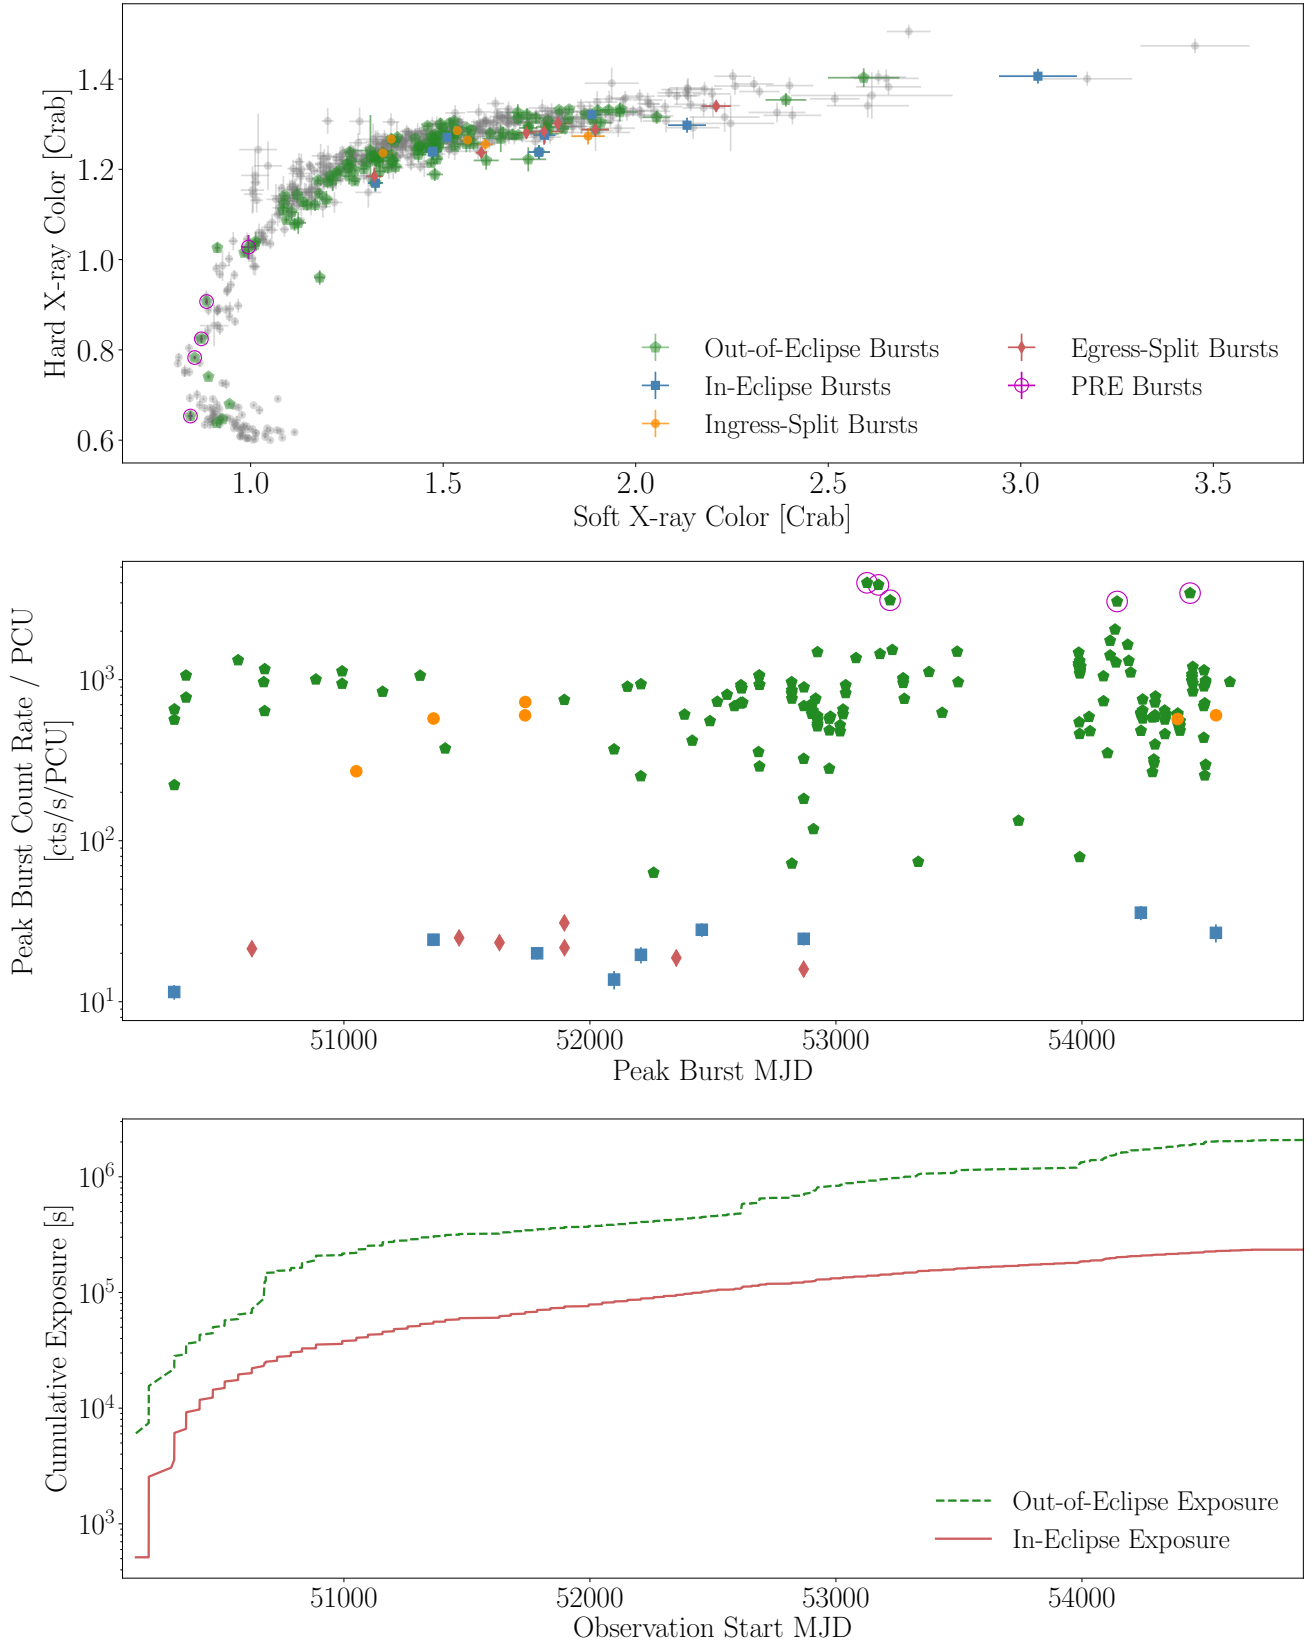 Hard X-ray Color [Crab]
1.4
1.2
1.0
0.8
0.6
Out-of-Eclipse Bursts
In-Eclipse Bursts
Ingress-Split Bursts
Egress-Split Bursts
PRE Bursts
1.0 1.5 2.0 2.5 3.0 3.5
Soft X-ray Color [Crab]
Peak Burst Count Rate / PCU
[cts/s/PCU]
10³
10²
10¹
51000 52000 53000 54000
Peak Burst MJD
Cumulative Exposure [s]
10⁶
10⁵
10⁴
10³
Out-of-Eclipse Exposure
In-Eclipse Exposure
51000 52000 53000 54000
Observation Start MJD